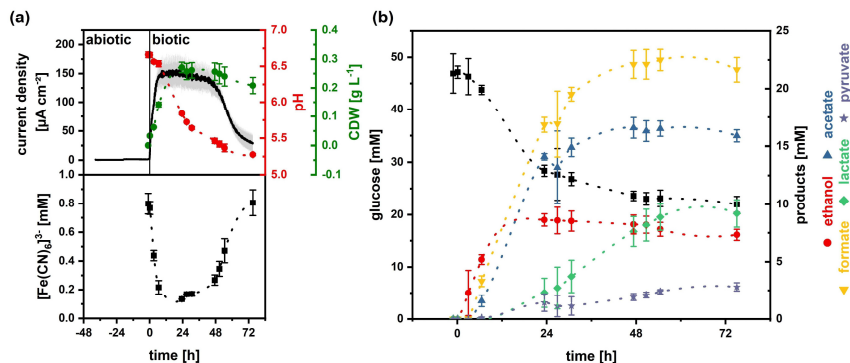 (a)
abiotic
biotic
current density
[µA cm⁻²]
250
200
150
100
50
0
7.0
6.5
6.0
5.5
5.0
pH
0.4
0.3
0.2
0.1
0.0
-0.1
CDW [g L⁻¹]
[Fe(CN)₆]³⁻
[mM]
1.0
0.8
0.6
0.4
0.2
0.0
-48
-24
0
24
48
72
time [h]
(b)
glucose [mM]
50
40
30
20
10
0
0
24
48
72
time [h]
25
20
15
10
5
0
products [mM]
formate
ethanol
lactate
acetate
pyruvate